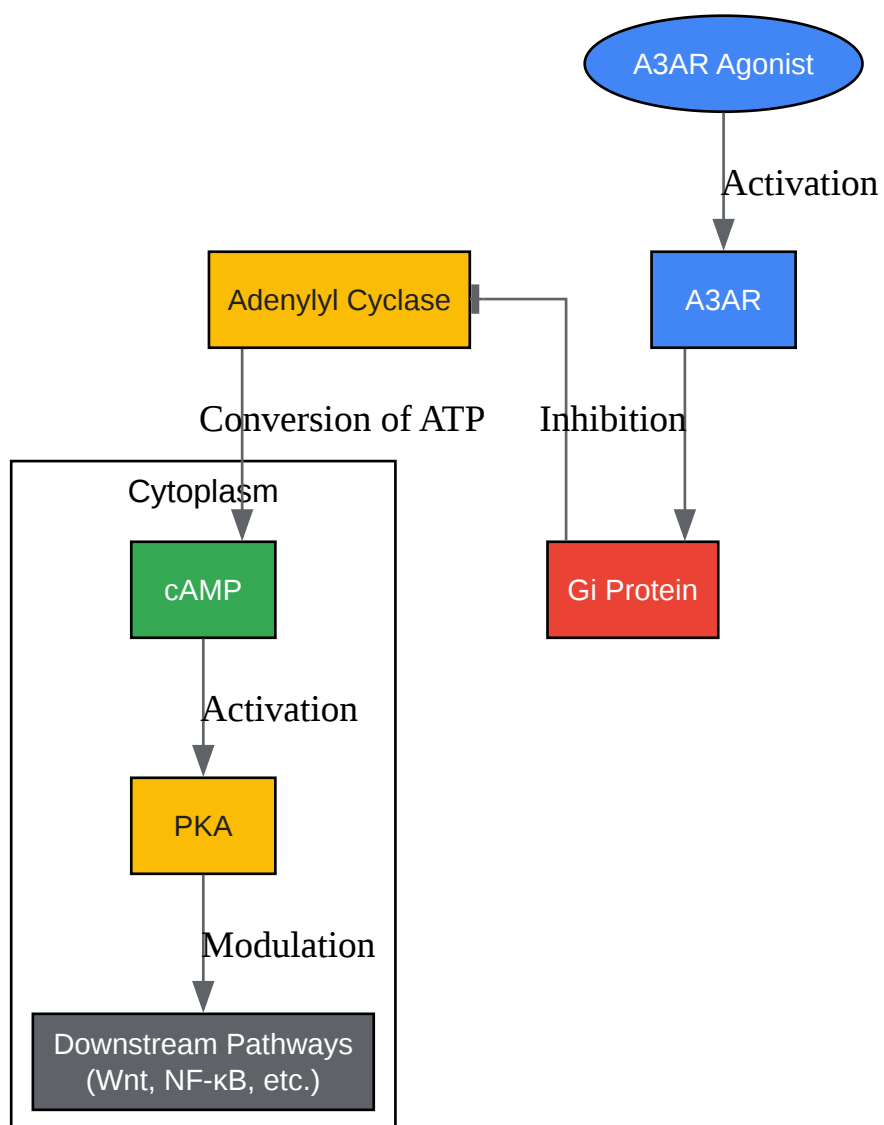 A3AR Agonist
Activation
Adenylyl Cyclase
A3AR
Conversion of ATP
Inhibition
Cytoplasm
cAMP
Gi Protein
Activation
PKA
Modulation
Downstream Pathways
(Wnt, NF-κB, etc.)